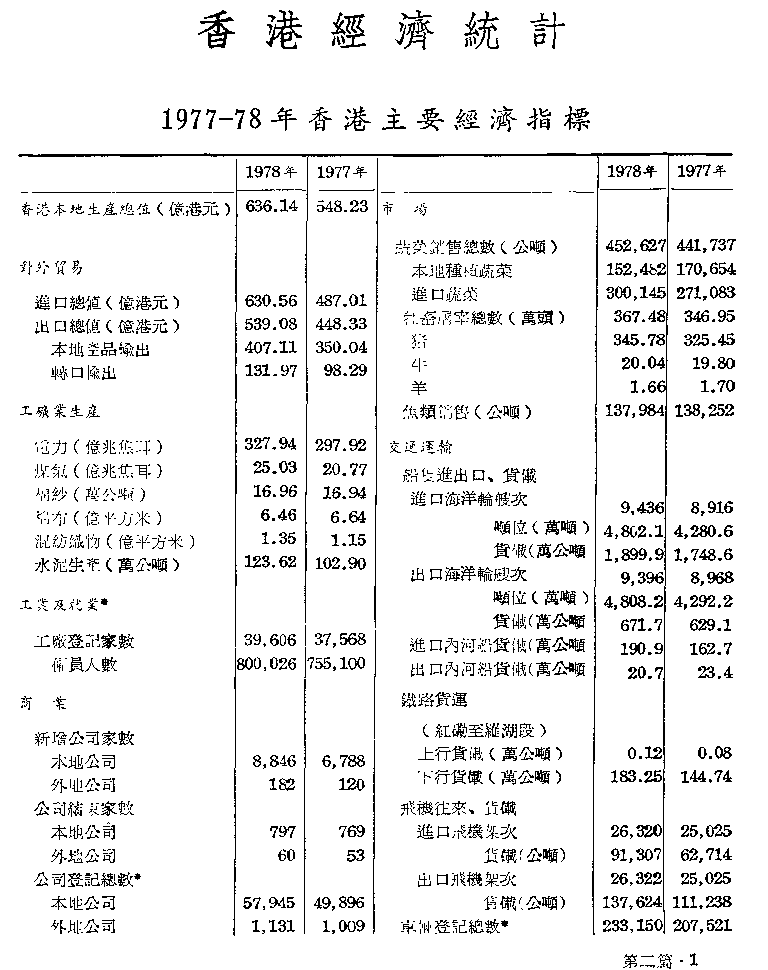 香港經濟統計
1977-78年香港主要經濟指標
1978年 1977年
香港本地生產總值（億港元） 636.14 548.23
對外貿易
進口總值（億港元） 630.56 487.01
出口總值（億港元） 539.08 448.33
本地產品輸出 407.11 350.04
轉口輸出 131.97 98.29
工礦業生產
電力（億兆焦耳） 327.94 297.92
煤氣（億兆焦耳） 25.03 20.77
棉紗（萬公噸） 16.96 16.94
棉布（億平方米） 6.46 6.64
混紡織物（億平方米） 1.35 1.15
水泥生產（萬公噸） 123.62 102.90
工業及就業*
工廠登記家數 39,606 37,568
僱員人數 800,026 755,100
商業
新增公司家數
本地公司 8,846 6,788
外地公司 182 120
公司結束家數
本地公司 797 769
外地公司 60 53
公司登記總數*
本地公司 57,945 49,896
外地公司 1,131 1,009
1978年 1977年
市場
蔬菜銷售總數（公噸） 452,627 441,737
本地種植蔬菜 152,482 170,654
進口蔬菜 300,145 271,083
牲畜屠宰總數（萬頭） 367.48 346.95
猪 345.78 325.45
牛 20.04 19.80
羊 1.66 1.70
魚類銷售（公噸） 137,984 138,252
交通運輸
船隻進出口、貨儎
進口海洋輪艘次 9,436 8,916
噸位（萬噸） 4,802.1 4,280.6
貨儎(萬公噸 1,899.9 1,748.6
出口海洋輪艘次 9,396 8,968
噸位（萬噸） 4,808.2 4,292.2
貨儎(萬公噸 671.7 629.1
進口內河船貨儎(萬公噸 190.9 162.7
出口內河船貨儎(萬公噸 20.7 23.4
鐵路貨運
（紅磡至羅湖段）
上行貨儎（萬公噸） 0.12 0.08
下行貨儎（萬公噸） 183.25 144.74
飛機往來、貨儎
進口飛機架次 26,320 25,025
貨儎(公噸) 91,307 62,714
出口飛機架次 26,322 25,025
貨儎(公噸) 137,624 111,238
車輛登記總數* 233,150 207,521
第二篇·1